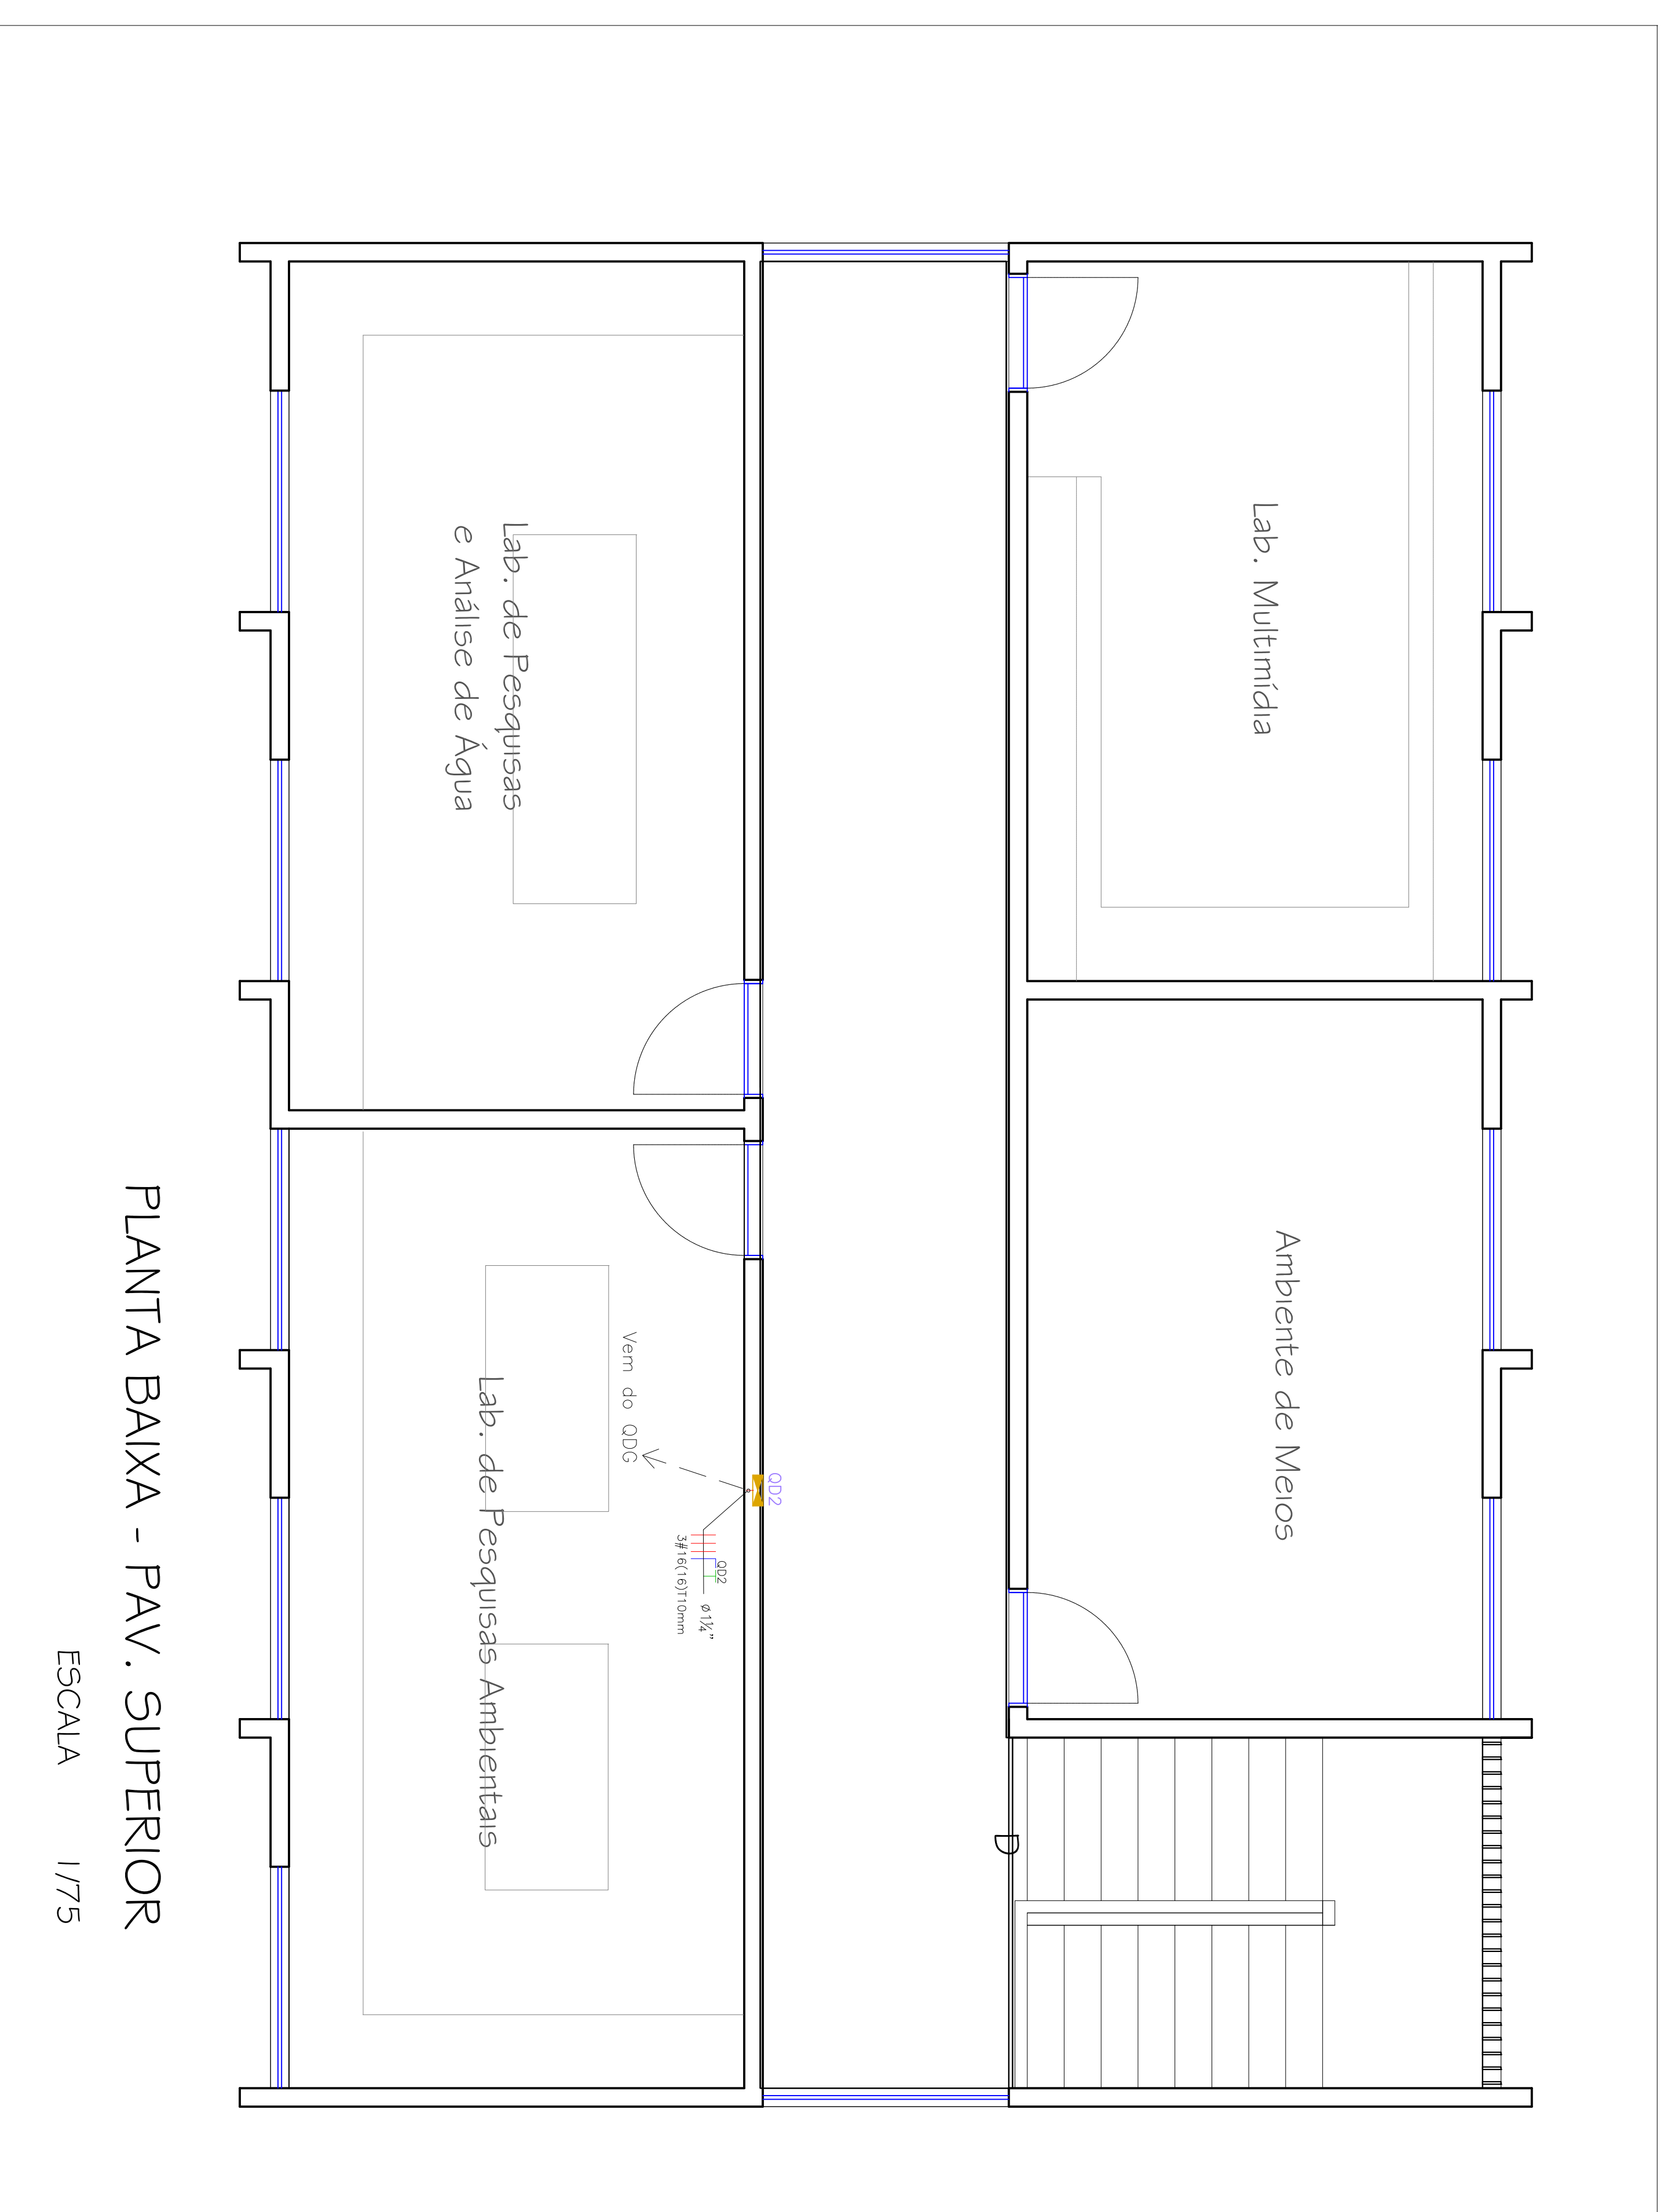 Lab. Multimídia
Ambiente de Meios
QD2
QD2
ø1¼"
3#16(16)T10mm
Vem do QDG
Lab. de Pesquisas
e Análise de Água
Lab. de Pesquisas Ambientais
PLANTA BAIXA - PAV. SUPERIOR
ESCALA 1/75